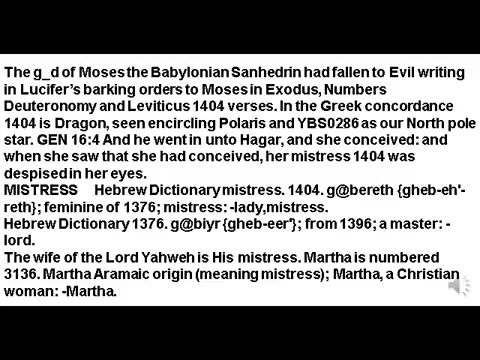 The g_d of Moses the Babylonian Sanhedrin had fallen to Evil writing
in Lucifer's barking orders to Moses in Exodus, Numbers
Deuteronomy and Leviticus 1404 verses. In the Greek concordance
1404 is Dragon, seen encircling Polaris and YBS0286 as our North pole
star. GEN 16:4 And he went in unto Hagar, and she conceived: and
when she saw that she had conceived, her mistress 1404 was
despised in her eyes.
MISTRESS Hebrew Dictionary mistress. 1404. g@bereth {gheb-eh'-
reth}; feminine of 1376; mistress: -lady,mistress.
Hebrew Dictionary 1376. g@biyr {gheb-eer'}; from 1396; a master: -
lord.
The wife of the Lord Yahweh is His mistress. Martha is numbered
3136. Martha Aramaic origin (meaning mistress); Martha, a Christian
woman: -Martha.